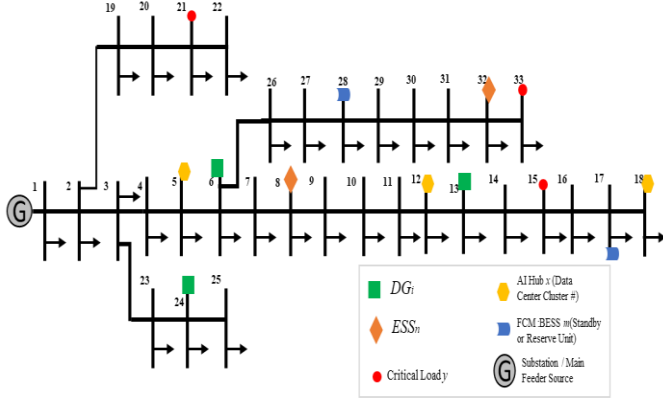 19 20 21 22
26 27 28 29 30 31 32 33
1 2 3 4 5 6 7 8 9 10 11 12 13 14 15 16 17 18
G
23 24 25
DGi
AI Hub x (Data
Center Cluster #)
ESSn
FCM :BESS m(Standby
or Reserve Unit)
Critical Load y
G
Substation / Main
Feeder Source